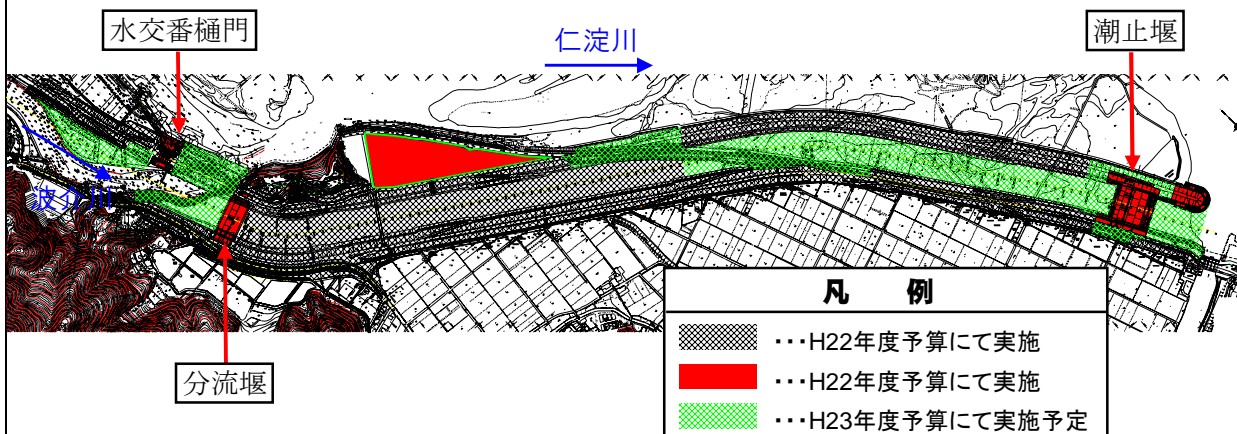 水交番樋門
仁淀川
潮止堰
波介川
分流堰
凡 例
・・・H22年度予算にて実施
・・・H22年度予算にて実施
・・・H23年度予算にて実施予定